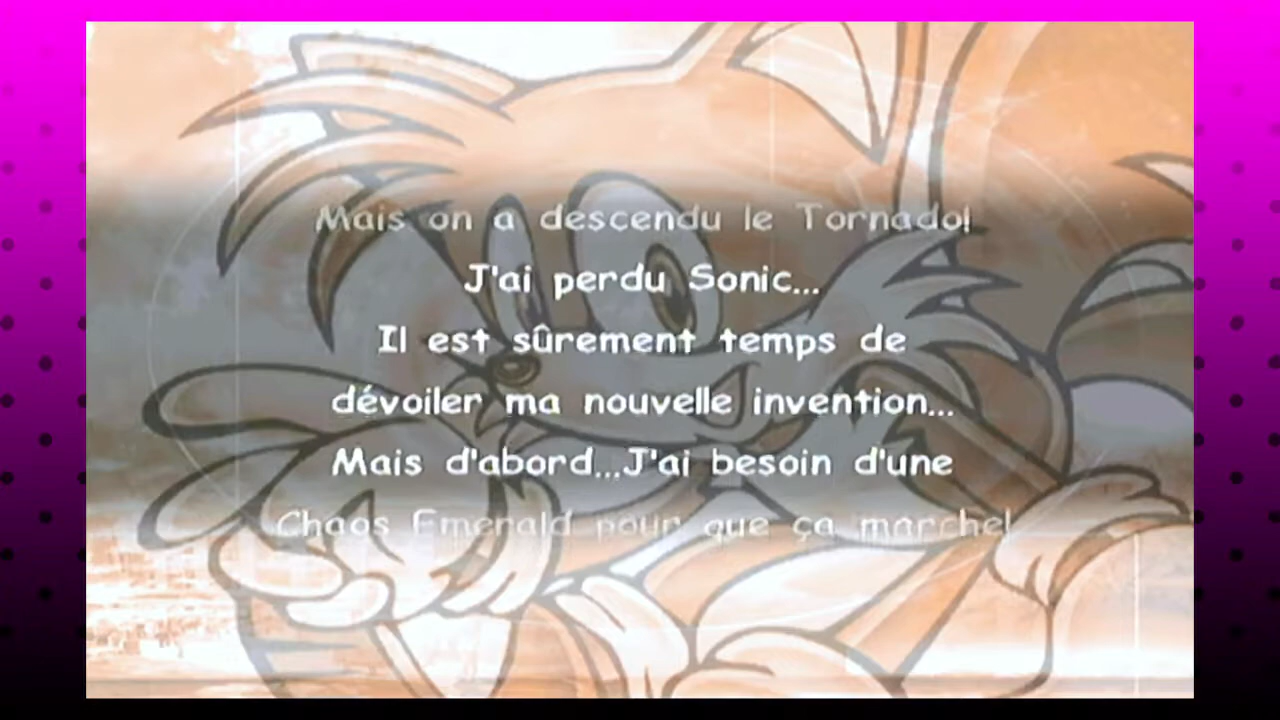 Mais on a descendu le Tornado!
J'ai perdu Sonic...
Il est sûrement temps de
dévoiler ma nouvelle invention...
Mais d'abord...J'ai besoin d'une
Chaos Emerald pour que ça marche!